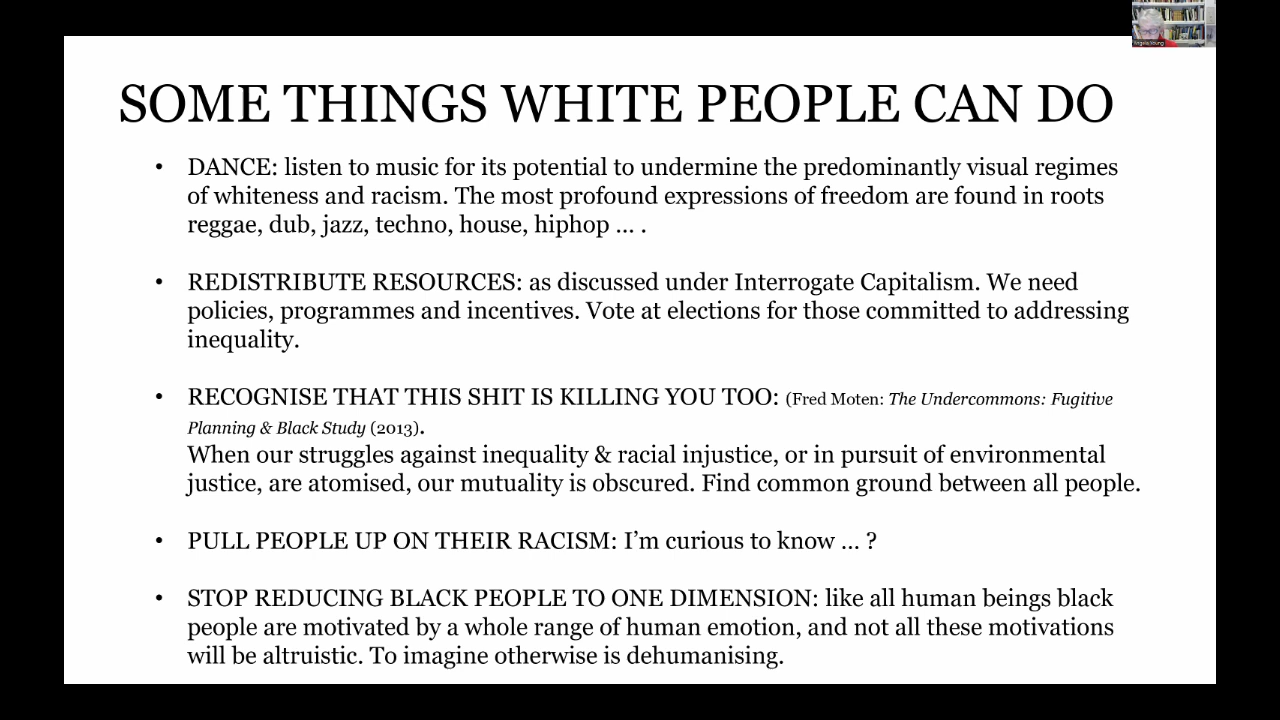 SOME THINGS WHITE PEOPLE CAN DO
• DANCE: listen to music for its potential to undermine the predominantly visual regimes
of whiteness and racism. The most profound expressions of freedom are found in roots
reggae, dub, jazz, techno, house, hiphop ... .
• REDISTRIBUTE RESOURCES: as discussed under Interrogate Capitalism. We need
policies, programmes and incentives. Vote at elections for those committed to addressing
inequality.
• RECOGNISE THAT THIS SHIT IS KILLING YOU TOO: (Fred Moten: The Undercommons: Fugitive
Planning & Black Study (2013).
When our struggles against inequality & racial injustice, or in pursuit of environmental
justice, are atomised, our mutuality is obscured. Find common ground between all people.
• PULL PEOPLE UP ON THEIR RACISM: I’m curious to know ... ?
• STOP REDUCING BLACK PEOPLE TO ONE DIMENSION: like all human beings black
people are motivated by a whole range of human emotion, and not all these motivations
will be altruistic. To imagine otherwise is dehumanising.
Angela Young